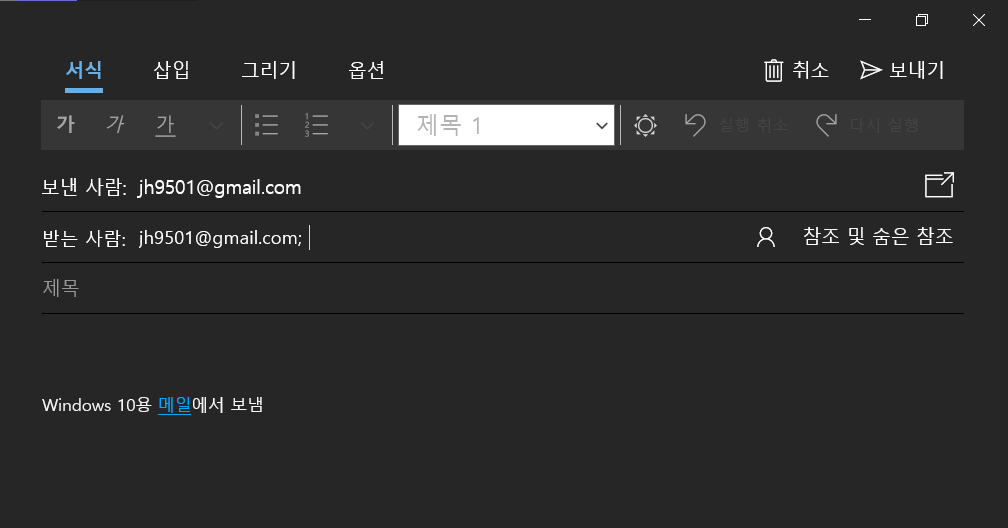 서식 삽입 옵션 그리기 취소 보내기
가 가 가 1 2 3 제목 1 실행 취소 다시 실행
보낸 사람: jh9501@gmail.com
받는 사람: jh9501@gmail.com; 참조 및 숨은 참조
제목
Windows 10용 메일에서 보냄